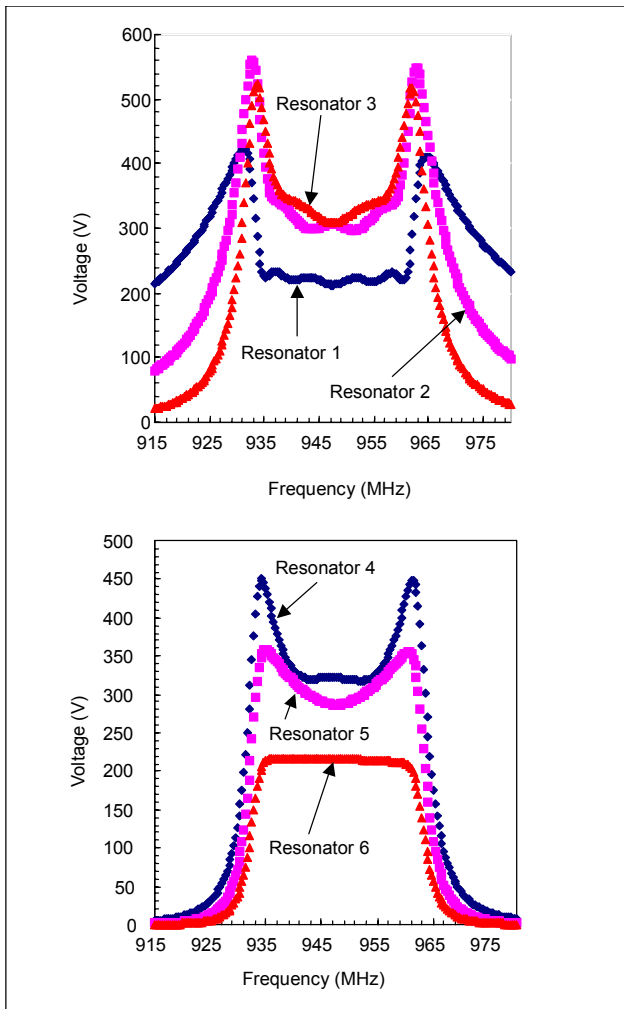 600
500
400
300
200
100
0
Voltage (V)
Resonator 3
Resonator 1
Resonator 2
915 925 935 945 955 965 975
Frequency (MHz)
500
450
400
350
300
250
200
150
100
50
0
Voltage (V)
Resonator 4
Resonator 5
Resonator 6
915 925 935 945 955 965 975
Frequency (MHz)